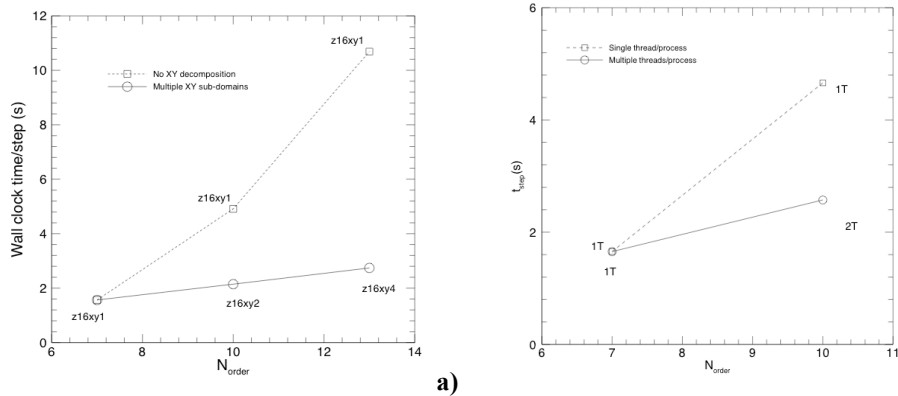 12
10
8
6
4
2
0
6
8
10
12
14
Wall clock time/step (s)
N_order
No XY decomposition
Multiple XY sub-domains
z16xy1
z16xy1
z16xy1
z16xy2
z16xy4
a)
6
4
2
0
6
7
8
9
10
11
t_step(s)
N_order
Single thread/process
Multiple threads/process
1T
1T
1T
2T